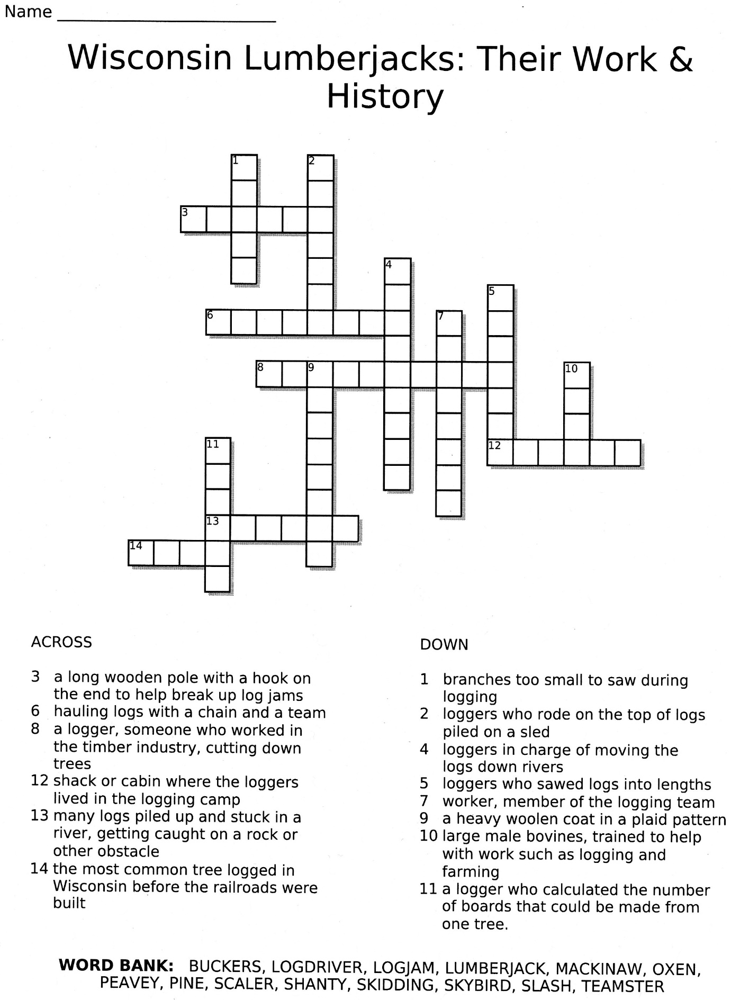 Name
Wisconsin Lumberjacks: Their Work &
History
1
2
3
4
5
6
7
8
9
10
11
12
13
14
ACROSS
3 a long wooden pole with a hook on
the end to help break up log jams
6 hauling logs with a chain and a team
8 a logger, someone who worked in
the timber industry, cutting down
trees
12 shack or cabin where the loggers
lived in the logging camp
13 many logs piled up and stuck in a
river, getting caught on a rock or
other obstacle
14 the most common tree logged in
Wisconsin before the railroads were
built
DOWN
1 branches too small to saw during
logging
2 loggers who rode on the top of logs
piled on a sled
4 loggers in charge of moving the
logs down rivers
5 loggers who sawed logs into lengths
7 worker, member of the logging team
9 a heavy woolen coat in a plaid pattern
10 large male bovines, trained to help
with work such as logging and
farming
11 a logger who calculated the number
of boards that could be made from
one tree.
WORD BANK: BUCKERS, LOGDRIVER, LOGJAM, LUMBERJACK, MACKINAW, OXEN,
PEAVEY, PINE, SCALER, SHANTY, SKIDDING, SKYBIRD, SLASH, TEAMSTER